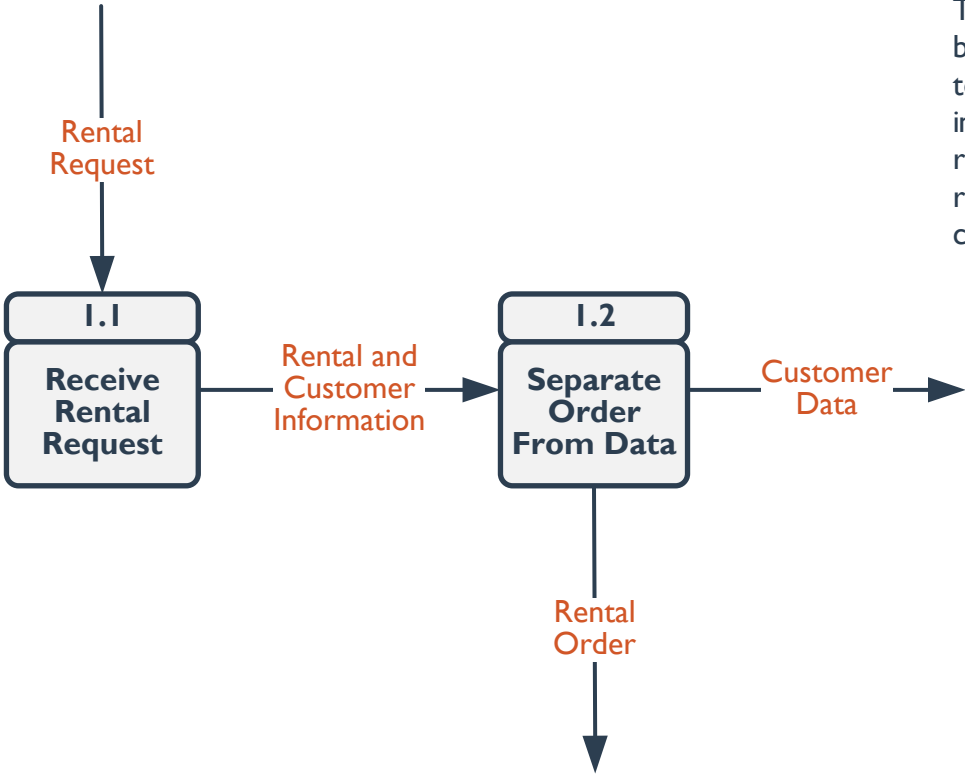 Rental
Request
1.1
Receive
Rental
Request
Rental and
Customer
Information
1.2
Separate
Order
From Data
Customer
Data
Rental
Order